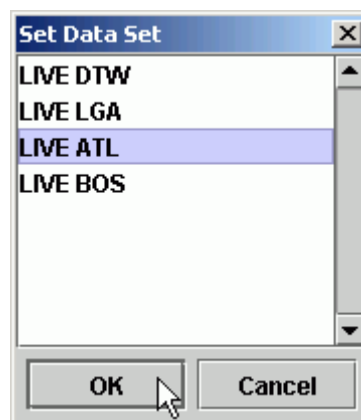 Set Data Set
LIVE DTW
LIVE LGA
LIVE ATL
LIVE BOS
OK Cancel